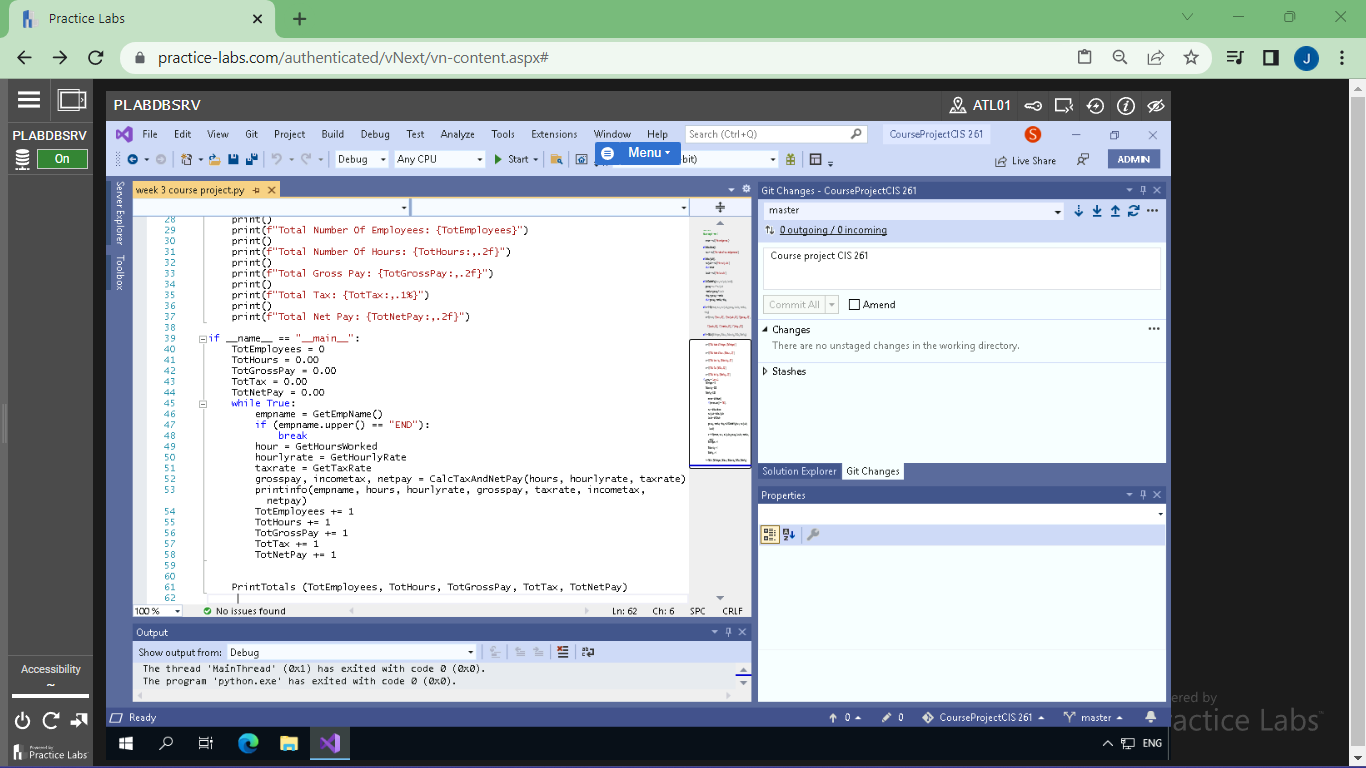 Practice Labs
practice-labs.com/authenticated/vNext/vn-content.aspx#
J
PLABDBSRV
ATL01
PLABDBSRV
On
File Edit View Git Project Build Debug Test Analyze Tools Extensions Window Help Search (Ctrl+Q) CourseProjectCIS 261 S
Debug Any CPU Start Menu bit) Live Share ADMIN
Server Explorer
Toolbox
week 3 course project.py
28 print()
29 print(f"Total Number Of Employees: {TotEmployees}")
30 print()
31 print(f"Total Number Of Hours: {TotHours:,.2f}")
32 print()
33 print(f"Total Gross Pay: {TotGrossPay:,.2f}")
34 print()
35 print(f"Total Tax: {TotTax:,.1%}")
36 print()
37 print(f"Total Net Pay: {TotNetPay:,.2f}")
38
39 if __name__ == "__main__":
40 TotEmployees = 0
41 TotHours = 0.00
42 TotGrossPay = 0.00
43 TotTax = 0.00
44 TotNetPay = 0.00
45 while True:
46 empname = GetEmpName()
47 if (empname.upper() == "END"):
48 break
49 hour = GetHoursWorked
50 hourlyrate = GetHourlyRate
51 taxrate = GetTaxRate
52 grosspay, incometax, netpay = CalcTaxAndNetPay(hours, hourlyrate, taxrate)
53 printinfo(empname, hours, hourlyrate, grosspay, taxrate, incometax,
netpay)
54 TotEmployees += 1
55 TotHours += 1
56 TotGrossPay += 1
57 TotTax += 1
58 TotNetPay += 1
59
60
61 PrintTotals (TotEmployees, TotHours, TotGrossPay, TotTax, TotNetPay)
62
100 % No issues found Ln: 62 Ch: 6 SPC CRLF
Output
Show output from: Debug
The thread 'MainThread' (0x1) has exited with code 0 (0x0).
The program 'python.exe' has exited with code 0 (0x0).
Git Changes - CourseProjectCIS 261
master
0 outgoing / 0 incoming
Course project CIS 261
Commit All Amend
Changes
There are no unstaged changes in the working directory.
Stashes
Solution Explorer Git Changes
Properties
Ready 0 0 CourseProjectCIS 261 master
ENG
Accessibility
Powered by
Practice Labs
ered by
actice Labs